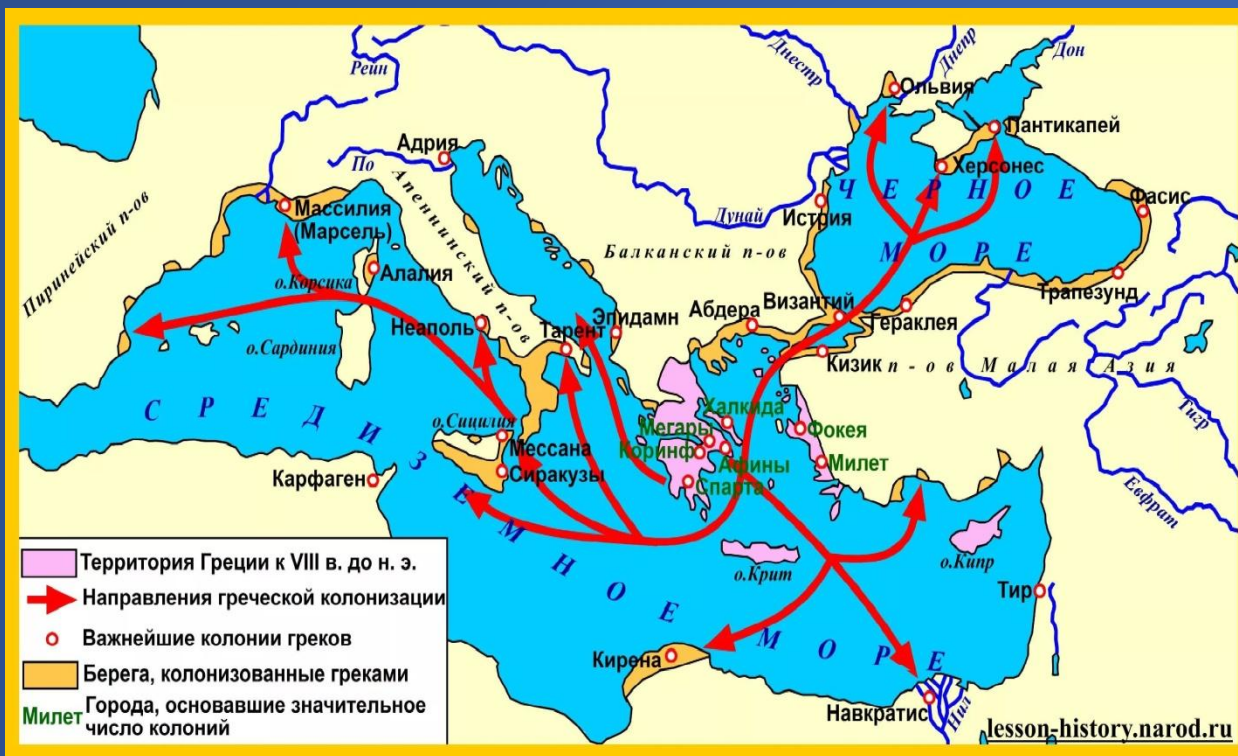 Рейн
Днестр
Днепр
Дон
Ольвия
Пантикапей
Херсонес
Адрия
По
Апенинский п-ов
Массилия
(Марсель)
Пирипейский п-ов
Дунай
Истрия
ЧЕРНОЕ
МОРЕ
Фасис
Балканский п-ов
Алалия
о.Корсика
Неаполь
Тарент
Эпидамн
Абдера
Византий
Гераклея
Трапезунд
о.Сардиния
Кизик
п-ов Малая Азия
Тигр
СРЕДИЗЕМНОЕ МОРЕ
о.Сицилия
Халкида
Мегары
Коринф
Афины
Спарта
Фокея
Милет
Мессана
Сиракузы
Карфаген
Евфрат
о.Крит
о.Кипр
Тир
Кирена
Навкратис
Нил
Территория Греции к VIII в. до н. э.
Направления греческой колонизации
Важнейшие колонии греков
Берега, колонизованные греками
Милет Города, основавшие значительное
число колоний
lesson-history.narod.ru